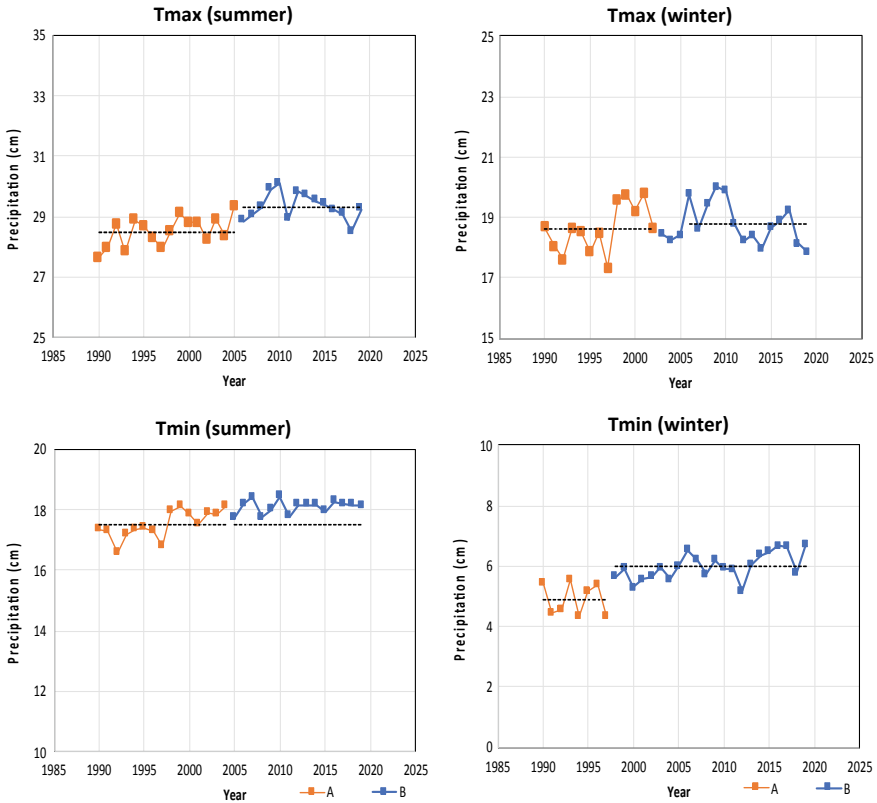 Tmax (summer)
Precipitation (cm)
35
33
31
29
27
25
1985 1990 1995 2000 2005 2010 2015 2020 2025
Year
Tmax (winter)
Precipitation (cm)
25
23
21
19
17
15
1985 1990 1995 2000 2005 2010 2015 2020 2025
Year
Tmin (summer)
Precipitation (cm)
20
18
16
14
12
10
1985 1990 1995 2000 2005 2010 2015 2020 2025
Year
A B
Tmin (winter)
Precipitation (cm)
10
8
6
4
2
0
1985 1990 1995 2000 2005 2010 2015 2020 2025
Year
A B